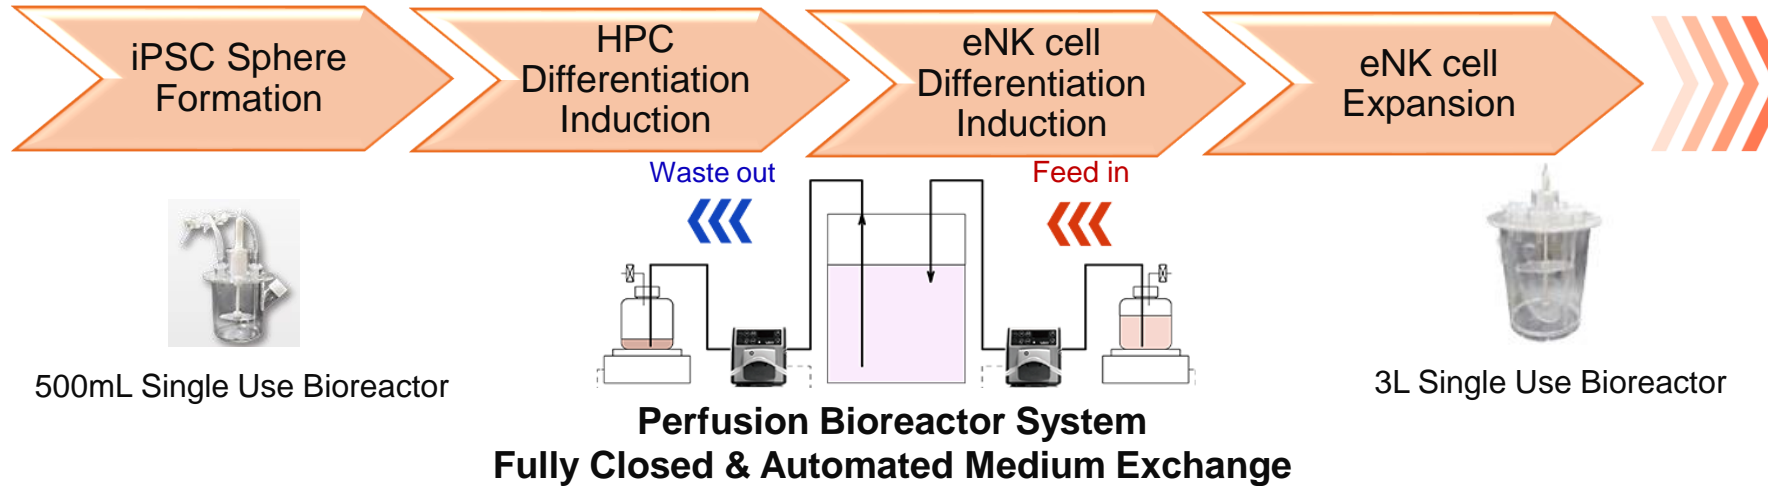 iPSC Sphere
Formation
HPC
Differentiation
Induction
eNK cell
Differentiation
Induction
eNK cell
Expansion
Waste out
Feed in
500mL Single Use Bioreactor
3L Single Use Bioreactor
Perfusion Bioreactor System
Fully Closed & Automated Medium Exchange